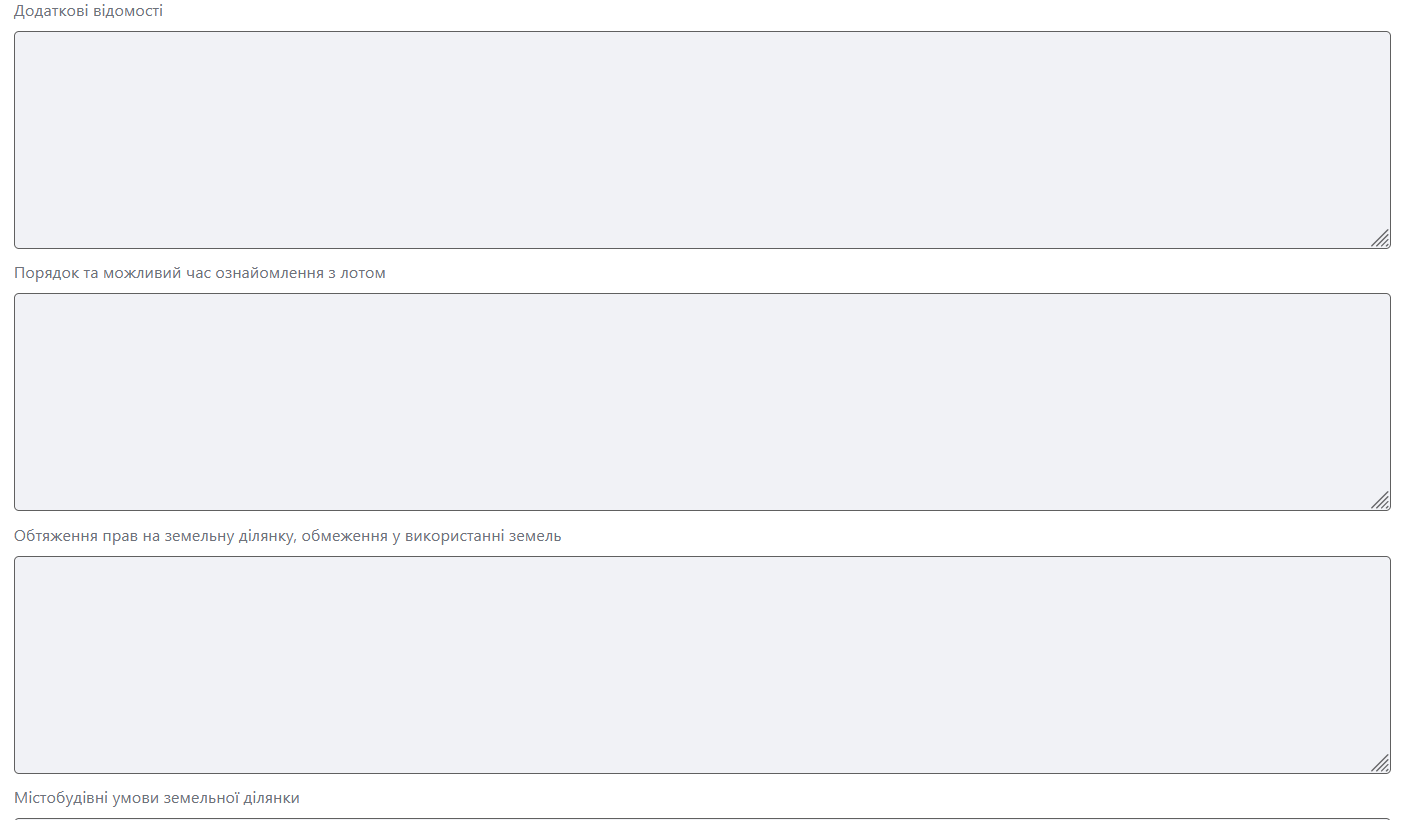 Додаткові відомості
Порядок та можливий час ознайомлення з лотом
Обтяження прав на земельну ділянку, обмеження у використанні земель
Містобудівні умови земельної ділянки